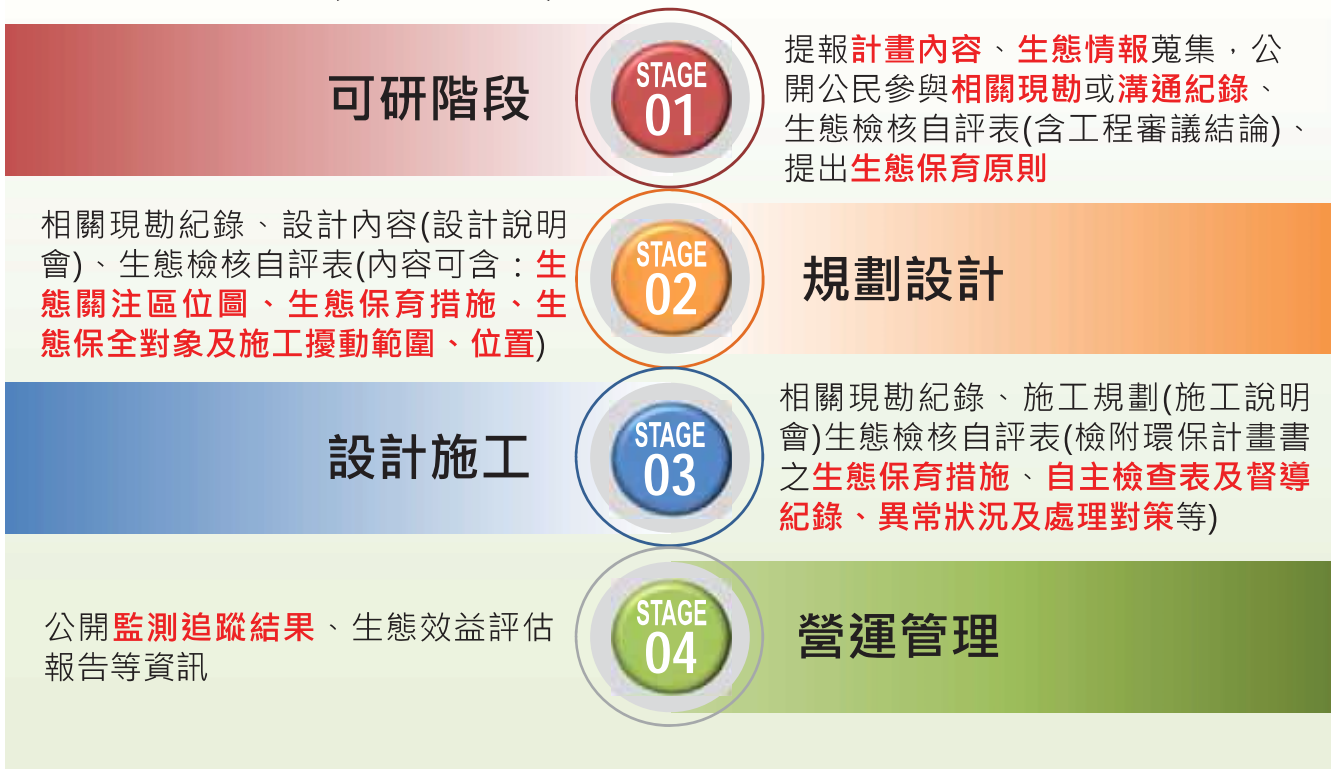 可研階段
STAGE
01
提報計畫內容、生態情報蒐集，公
開公民參與相關現勘或溝通紀錄、
生態檢核自評表(含工程審議結論)、
提出生態保育原則
相關現勘紀錄、設計內容(設計說明
會)、生態檢核自評表(內容可含：生
態關注區位圖、生態保育措施、生
態保全對象及施工擾動範圍、位置)
STAGE
02
規劃設計
設計施工
STAGE
03
相關現勘紀錄、施工規劃(施工說明
會)生態檢核自評表(檢附環保計畫書
之生態保育措施、自主檢查表及督導
紀錄、異常狀況及處理對策等)
公開監測追蹤結果、生態效益評估
報告等資訊
STAGE
04
營運管理